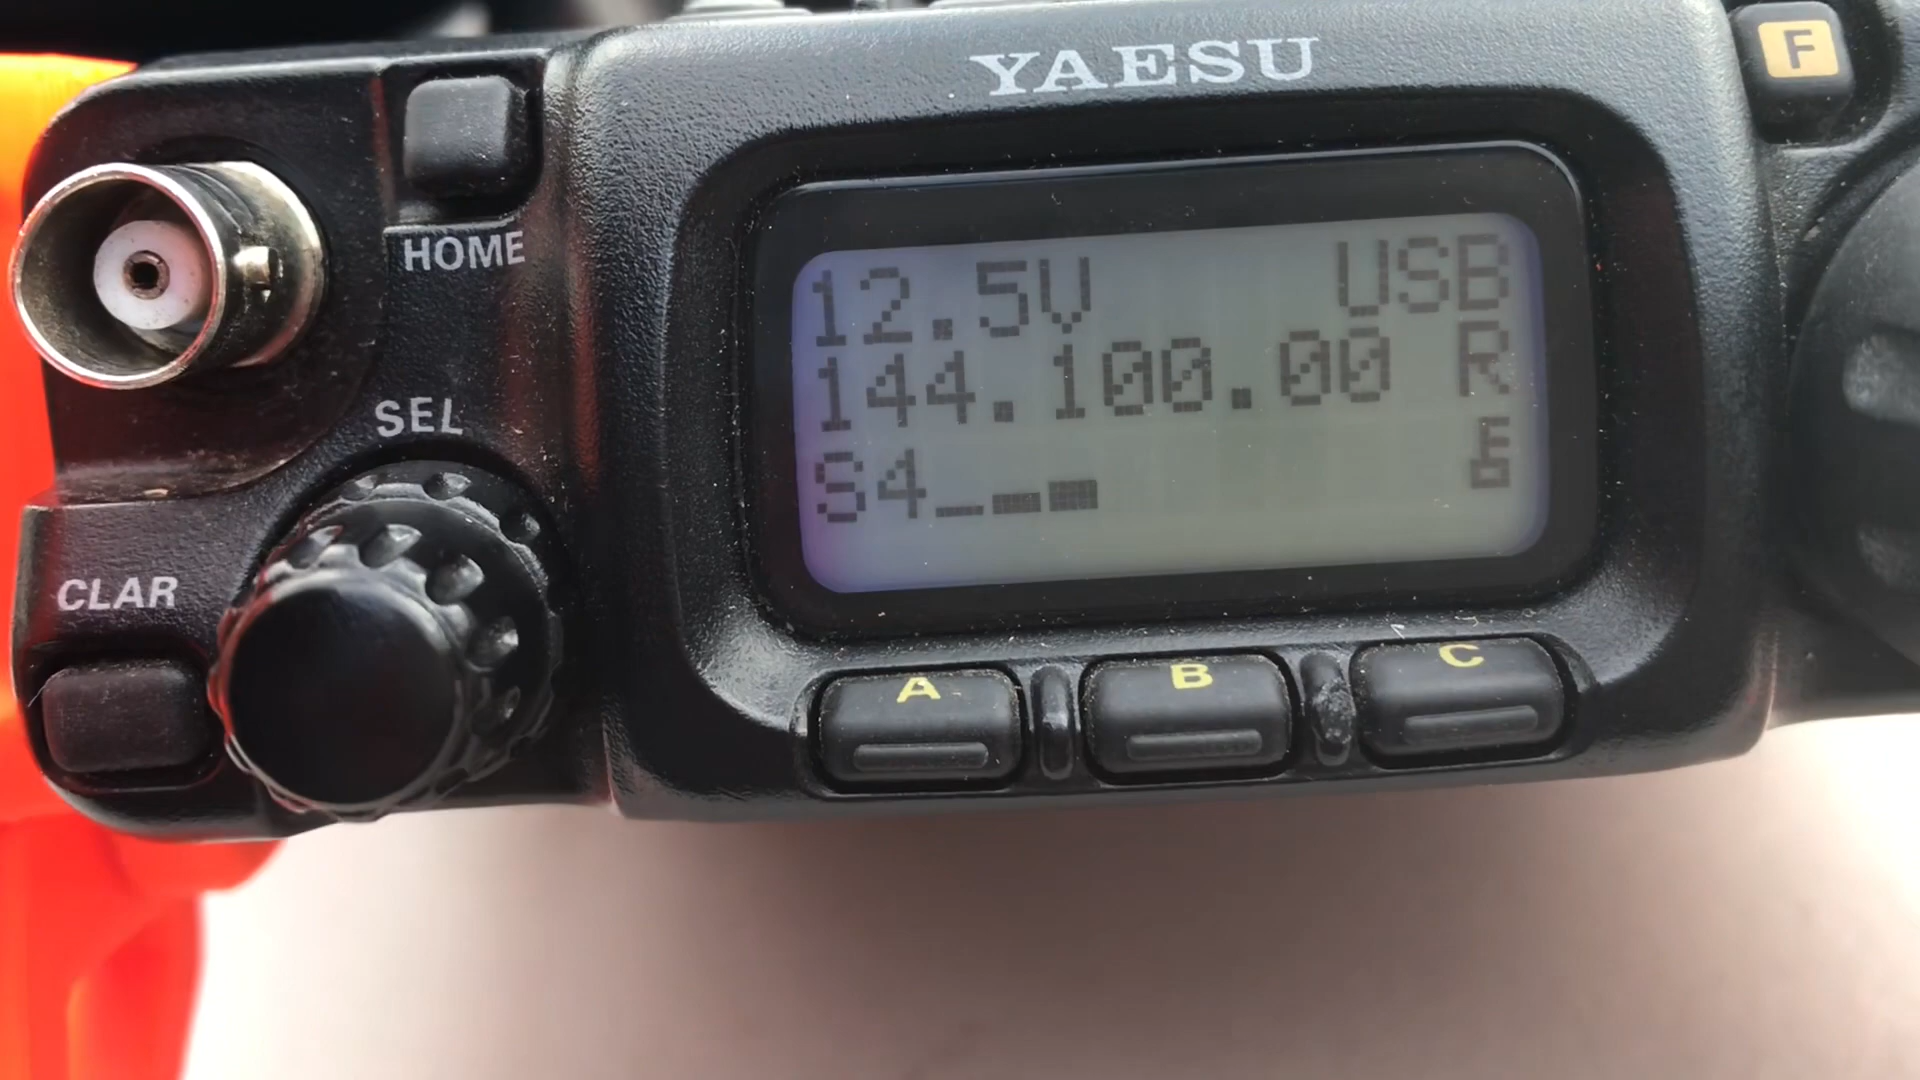 YAESU
F
HOME
12.5V USB
144.100.00 R
S4
SEL
CLAR
A B C